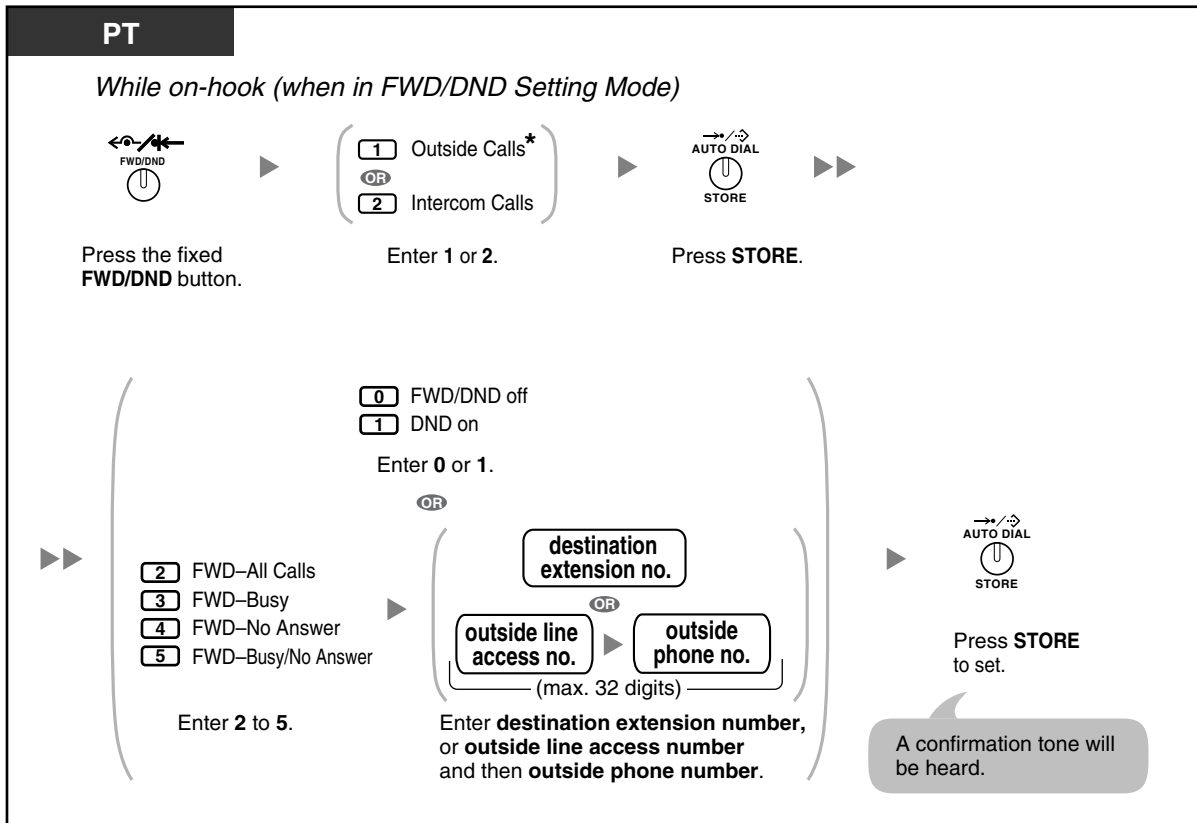 PT
While on-hook (when in FWD/DND Setting Mode)
FWD/DND
Press the fixed
FWD/DND button.
1 Outside Calls*
OR
2 Intercom Calls
Enter 1 or 2.
AUTO DIAL
STORE
Press STORE.
0 FWD/DND off
1 DND on
Enter 0 or 1.
OR
2 FWD–All Calls
3 FWD–Busy
4 FWD–No Answer
5 FWD–Busy/No Answer
Enter 2 to 5.
destination
extension no.
OR
outside line
access no.
outside
phone no.
(max. 32 digits)
Enter destination extension number,
or outside line access number
and then outside phone number.
AUTO DIAL
STORE
Press STORE
to set.
A confirmation tone will
be heard.